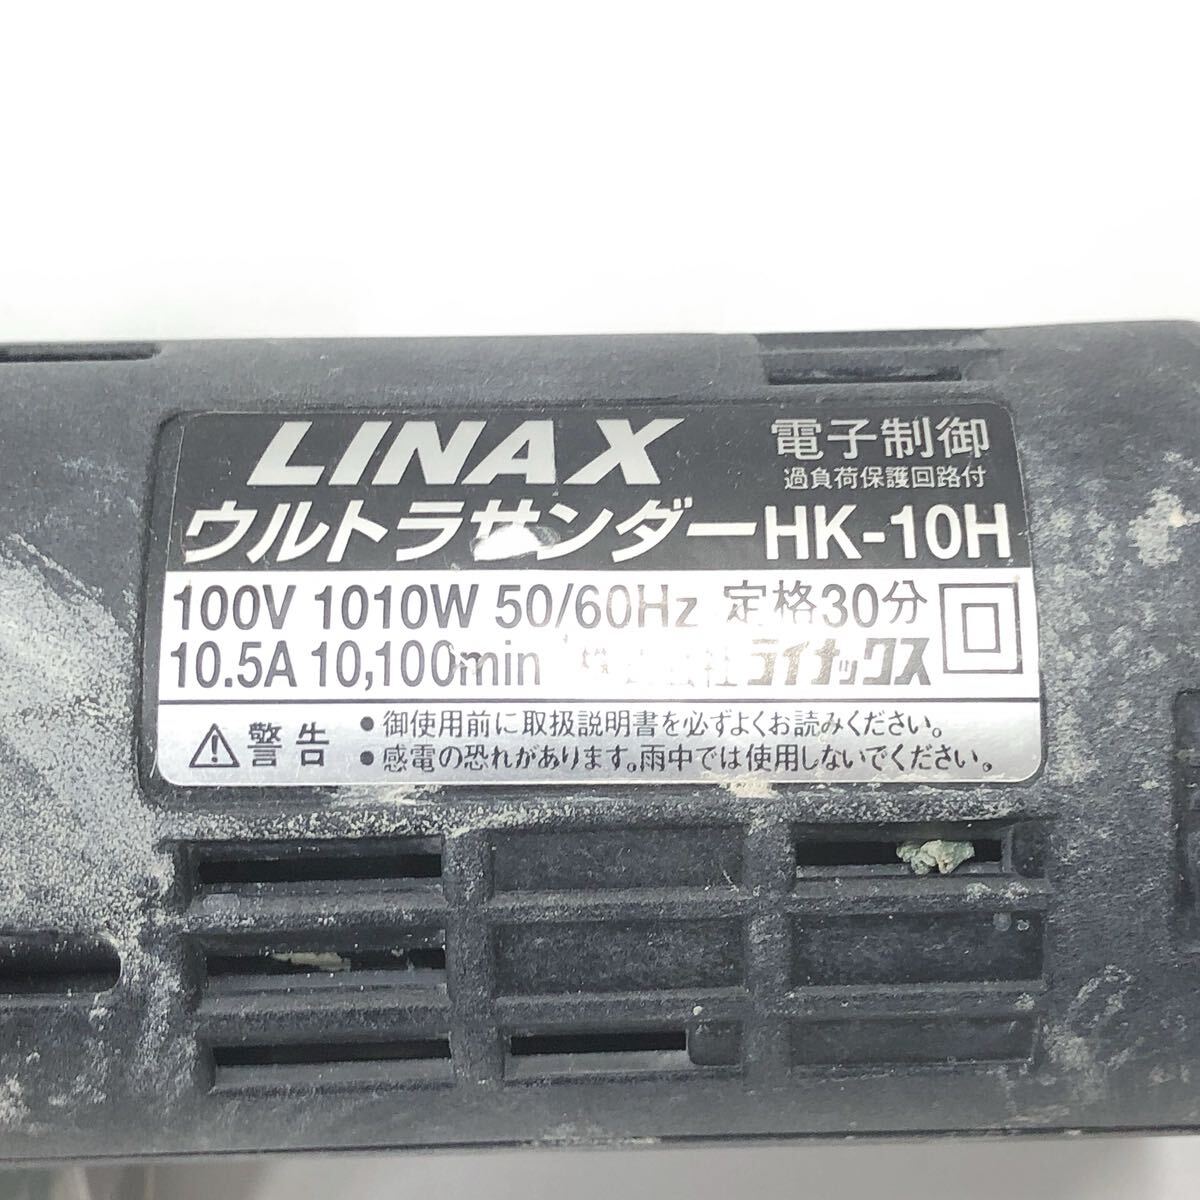 LINAX
電子制御
過負荷保護回路付
ウルトラサンダーHK-10H
100V 1010W 50/60Hz 定格30分
10.5A 10,100min⁻ 株式会社ライナックス
警告
・御使用前に取扱説明書を必ずよくお読みください。
・感電の恐れがあります。雨中では使用しないでください。